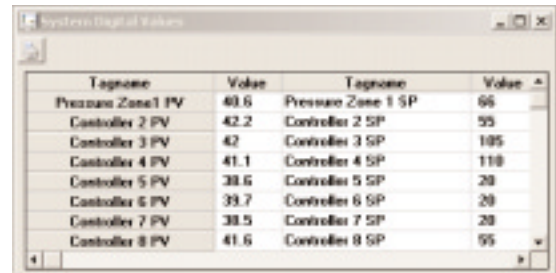 System Digital Values
Tagname Value Tagname Value
Pressure Zone1 PV 40.6 Pressure Zone 1 SP 66
Controller 2 PV 42.2 Controller 2 SP 55
Controller 3 PV 42 Controller 3 SP 105
Controller 4 PV 41.1 Controller 4 SP 110
Controller 5 PV 38.6 Controller 5 SP 20
Controller 6 PV 39.7 Controller 6 SP 20
Controller 7 PV 38.5 Controller 7 SP 20
Controller 8 PV 41.6 Controller 8 SP 55